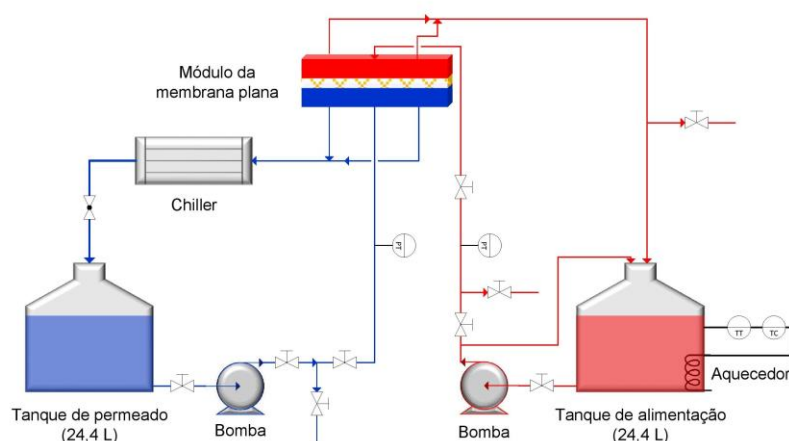 Módulo da
membrana plana
Chiller
PT
PT
TT
TC
Aquecedor
Tanque de permeado
(24.4 L)
Bomba
Bomba
Tanque de alimentação
(24.4 L)